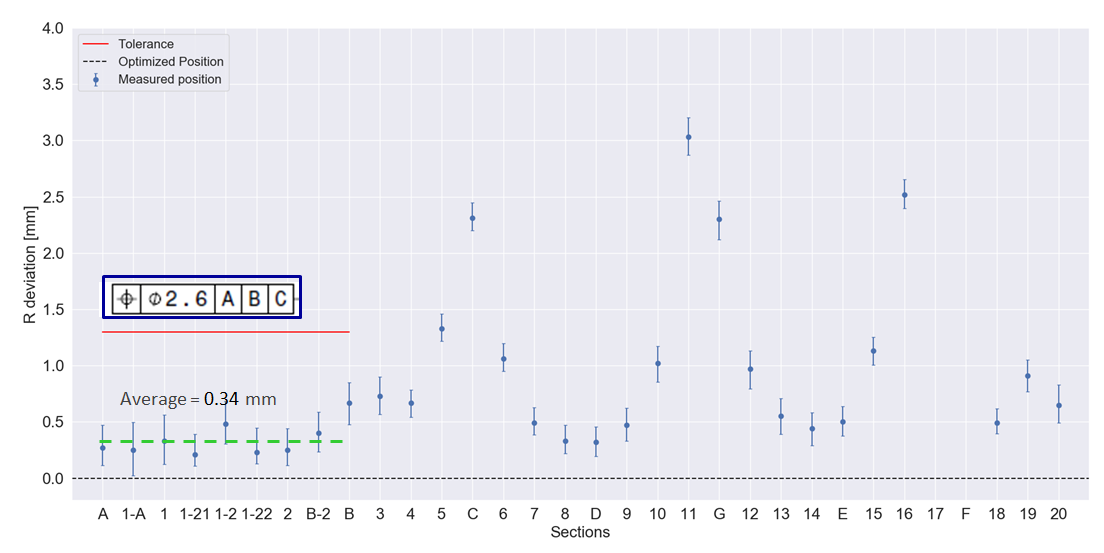 4.0
3.5
3.0
2.5
2.0
1.5
1.0
0.5
0.0
R deviation [mm]
Tolerance
Optimized Position
Measured position
⌖ ⌀2.6 A B C
Average = 0.34 mm
A 1-A 1 1-21 1-2 1-22 2 B-2 B 3 4 5 C 6 7 8 D 9 10 11 G 12 13 14 E 15 16 17 F 18 19 20
Sections